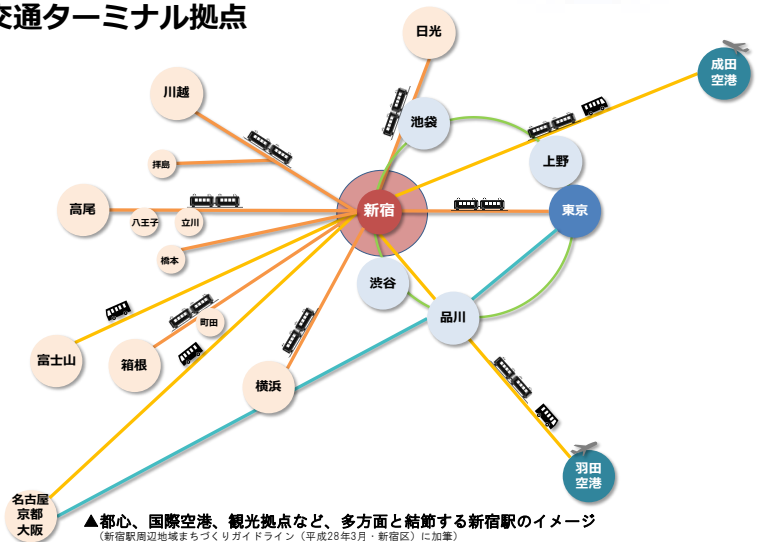 交通ターミナル拠点
日光
成田
空港
川越
池袋
上野
拝島
高尾
八王子
立川
新宿
東京
橋本
渋谷
品川
町田
富士山
箱根
横浜
羽田
空港
名古屋
京都
大阪
▲都心、国際空港、観光拠点など、多方面と結節する新宿駅のイメージ
(新宿駅周辺地域まちづくりガイドライン(平成28年3月・新宿区)に加筆)